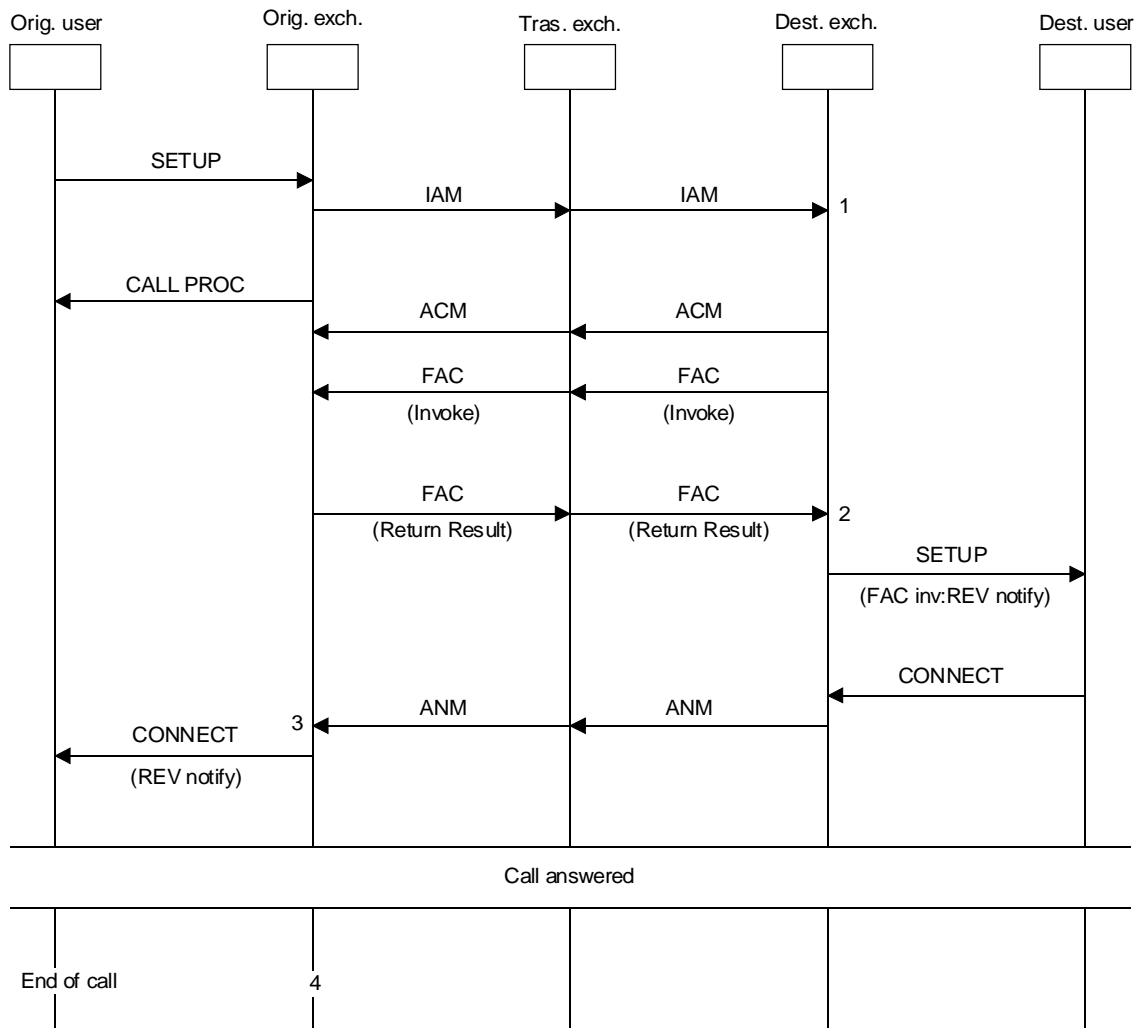 Orig. user
Orig. exch.
Tras. exch.
Dest. exch.
Dest. user
SETUP
IAM
IAM
1
CALL PROC
ACM
ACM
FAC
FAC
(Invoke)
(Invoke)
FAC
FAC
2
(Return Result)
(Return Result)
SETUP
(FAC inv:REV notify)
CONNECT
ANM
ANM
3
CONNECT
(REV notify)
Call answered
End of call
4